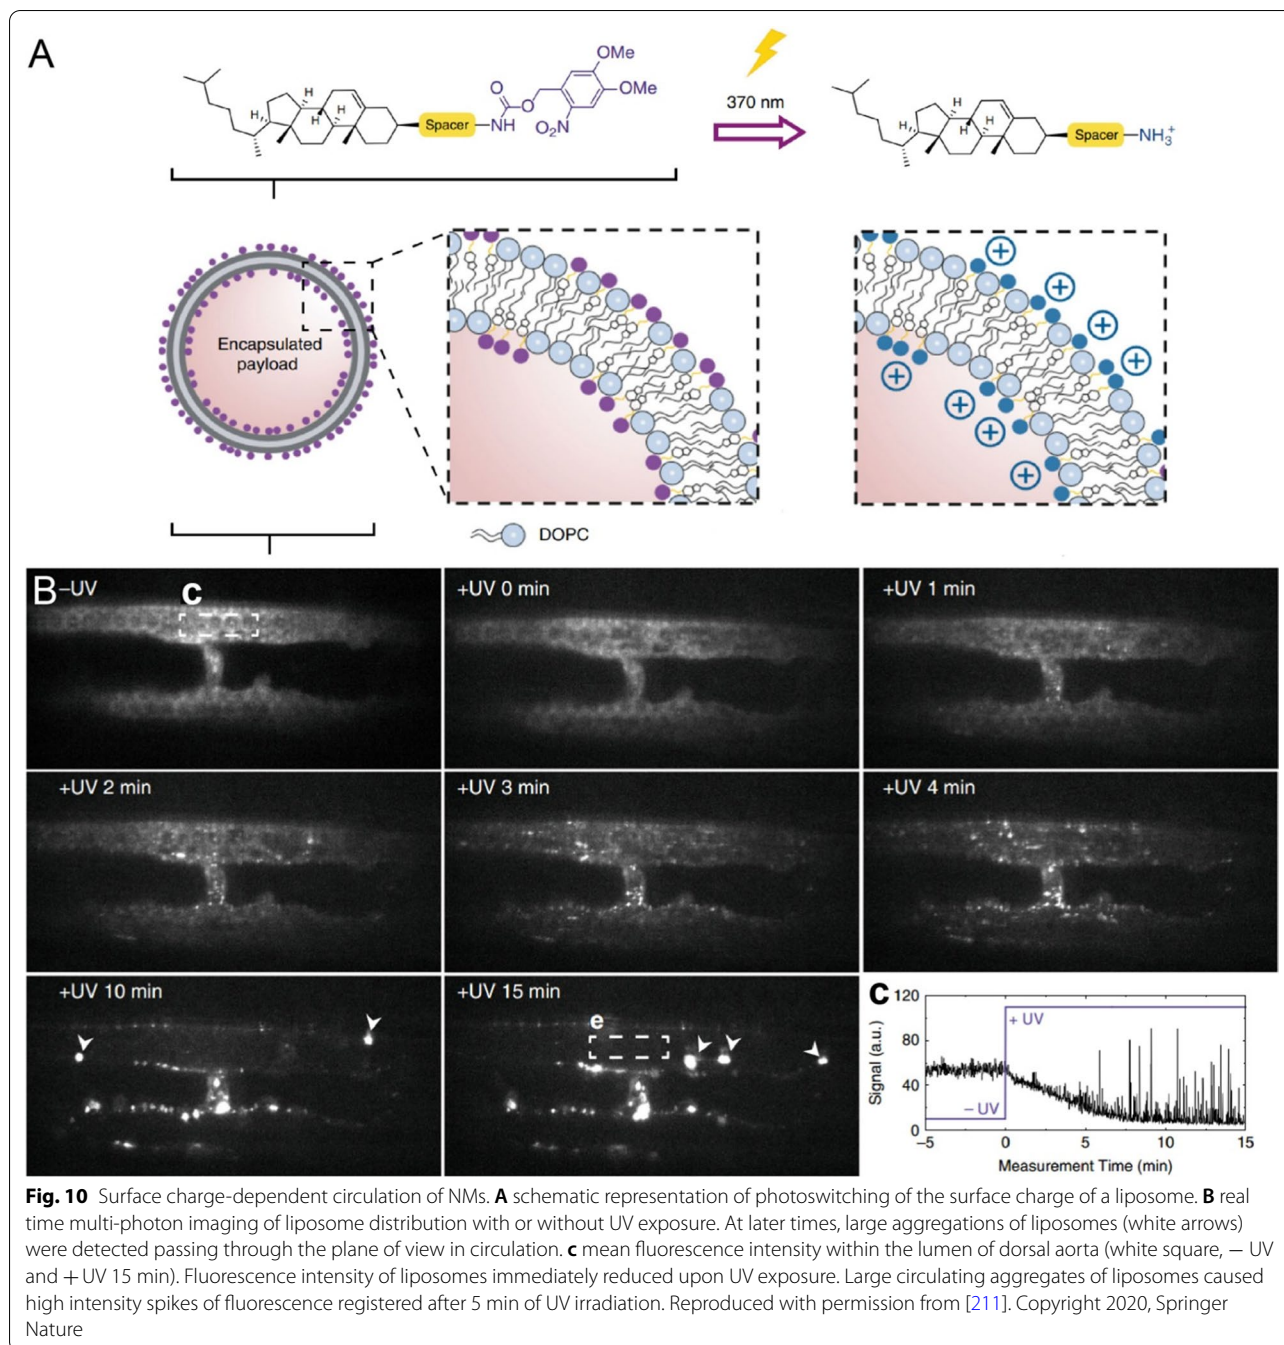 A
OMe
OMe
O
O
O₂N
NH
Spacer
H
H
H
H
370 nm
H
H
H
H
Spacer
NH₃⁺
Encapsulated
payload
+
+
+
+
+
+
+
+
DOPC
B
–UV
c
+UV 0 min
+UV 1 min
+UV 2 min
+UV 3 min
+UV 4 min
+UV 10 min
+UV 15 min
e
c
120
80
40
0
Signal (a.u.)
+ UV
– UV
–5
0
5
10
15
Measurement Time (min)
Fig. 10 Surface charge-dependent circulation of NMs. A schematic representation of photoswitching of the surface charge of a liposome. B real
time multi-photon imaging of liposome distribution with or without UV exposure. At later times, large aggregations of liposomes (white arrows)
were detected passing through the plane of view in circulation. c mean fluorescence intensity within the lumen of dorsal aorta (white square, − UV
and + UV 15 min). Fluorescence intensity of liposomes immediately reduced upon UV exposure. Large circulating aggregates of liposomes caused
high intensity spikes of fluorescence registered after 5 min of UV irradiation. Reproduced with permission from [211]. Copyright 2020, Springer
Nature